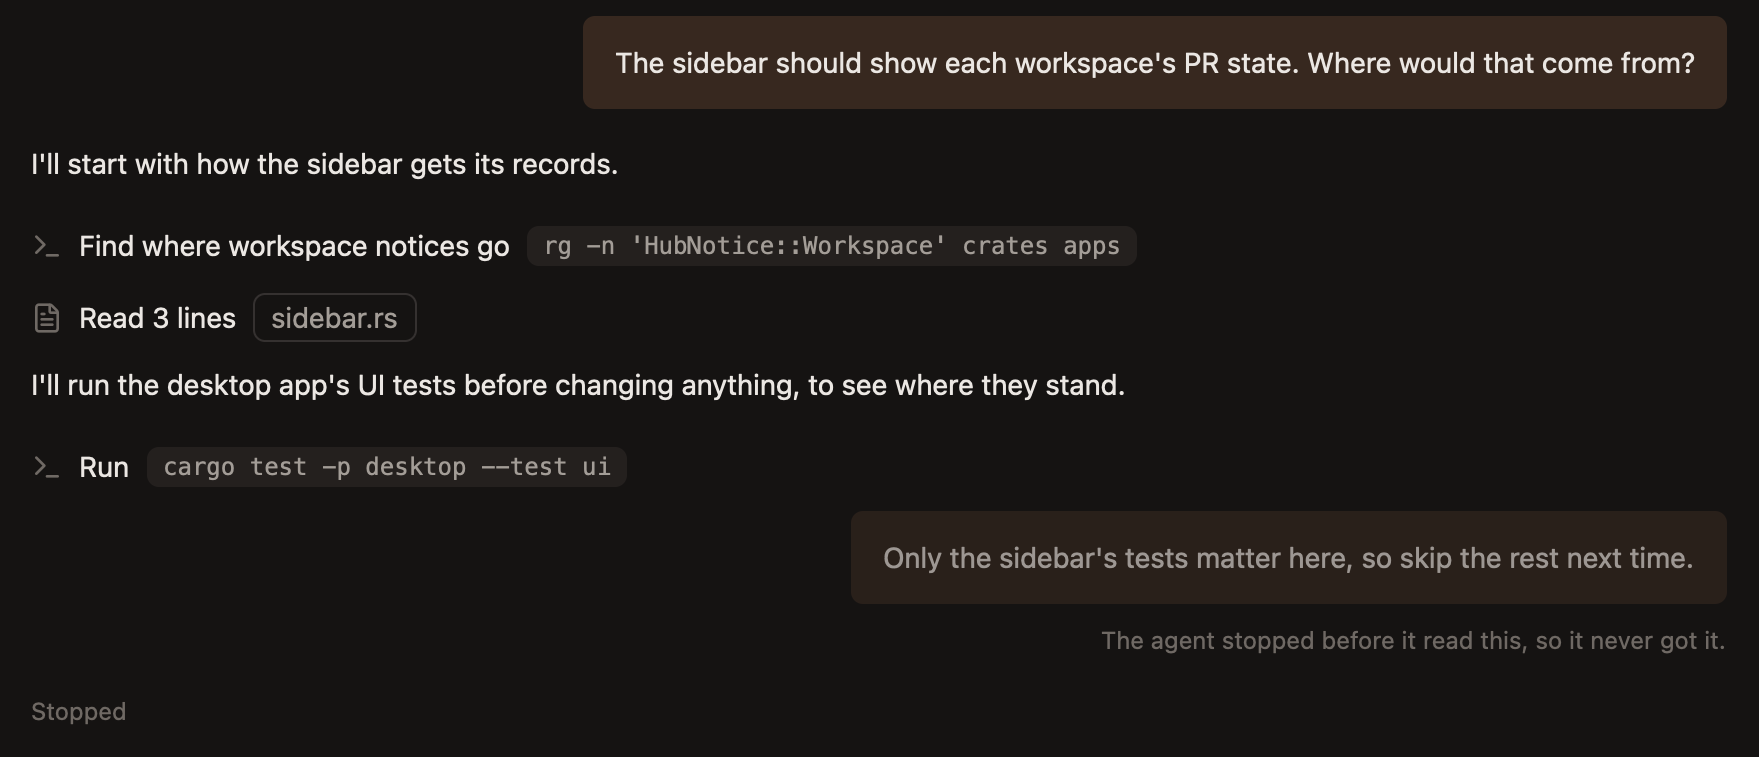 The sidebar should show each workspace's PR state. Where would that come from?
I'll start with how the sidebar gets its records.
Find where workspace notices go rg -n 'HubNotice::Workspace' crates apps
Read 3 lines sidebar.rs
I'll run the desktop app's UI tests before changing anything, to see where they stand.
Run cargo test -p desktop --test ui
Only the sidebar's tests matter here, so skip the rest next time.
The agent stopped before it read this, so it never got it.
Stopped